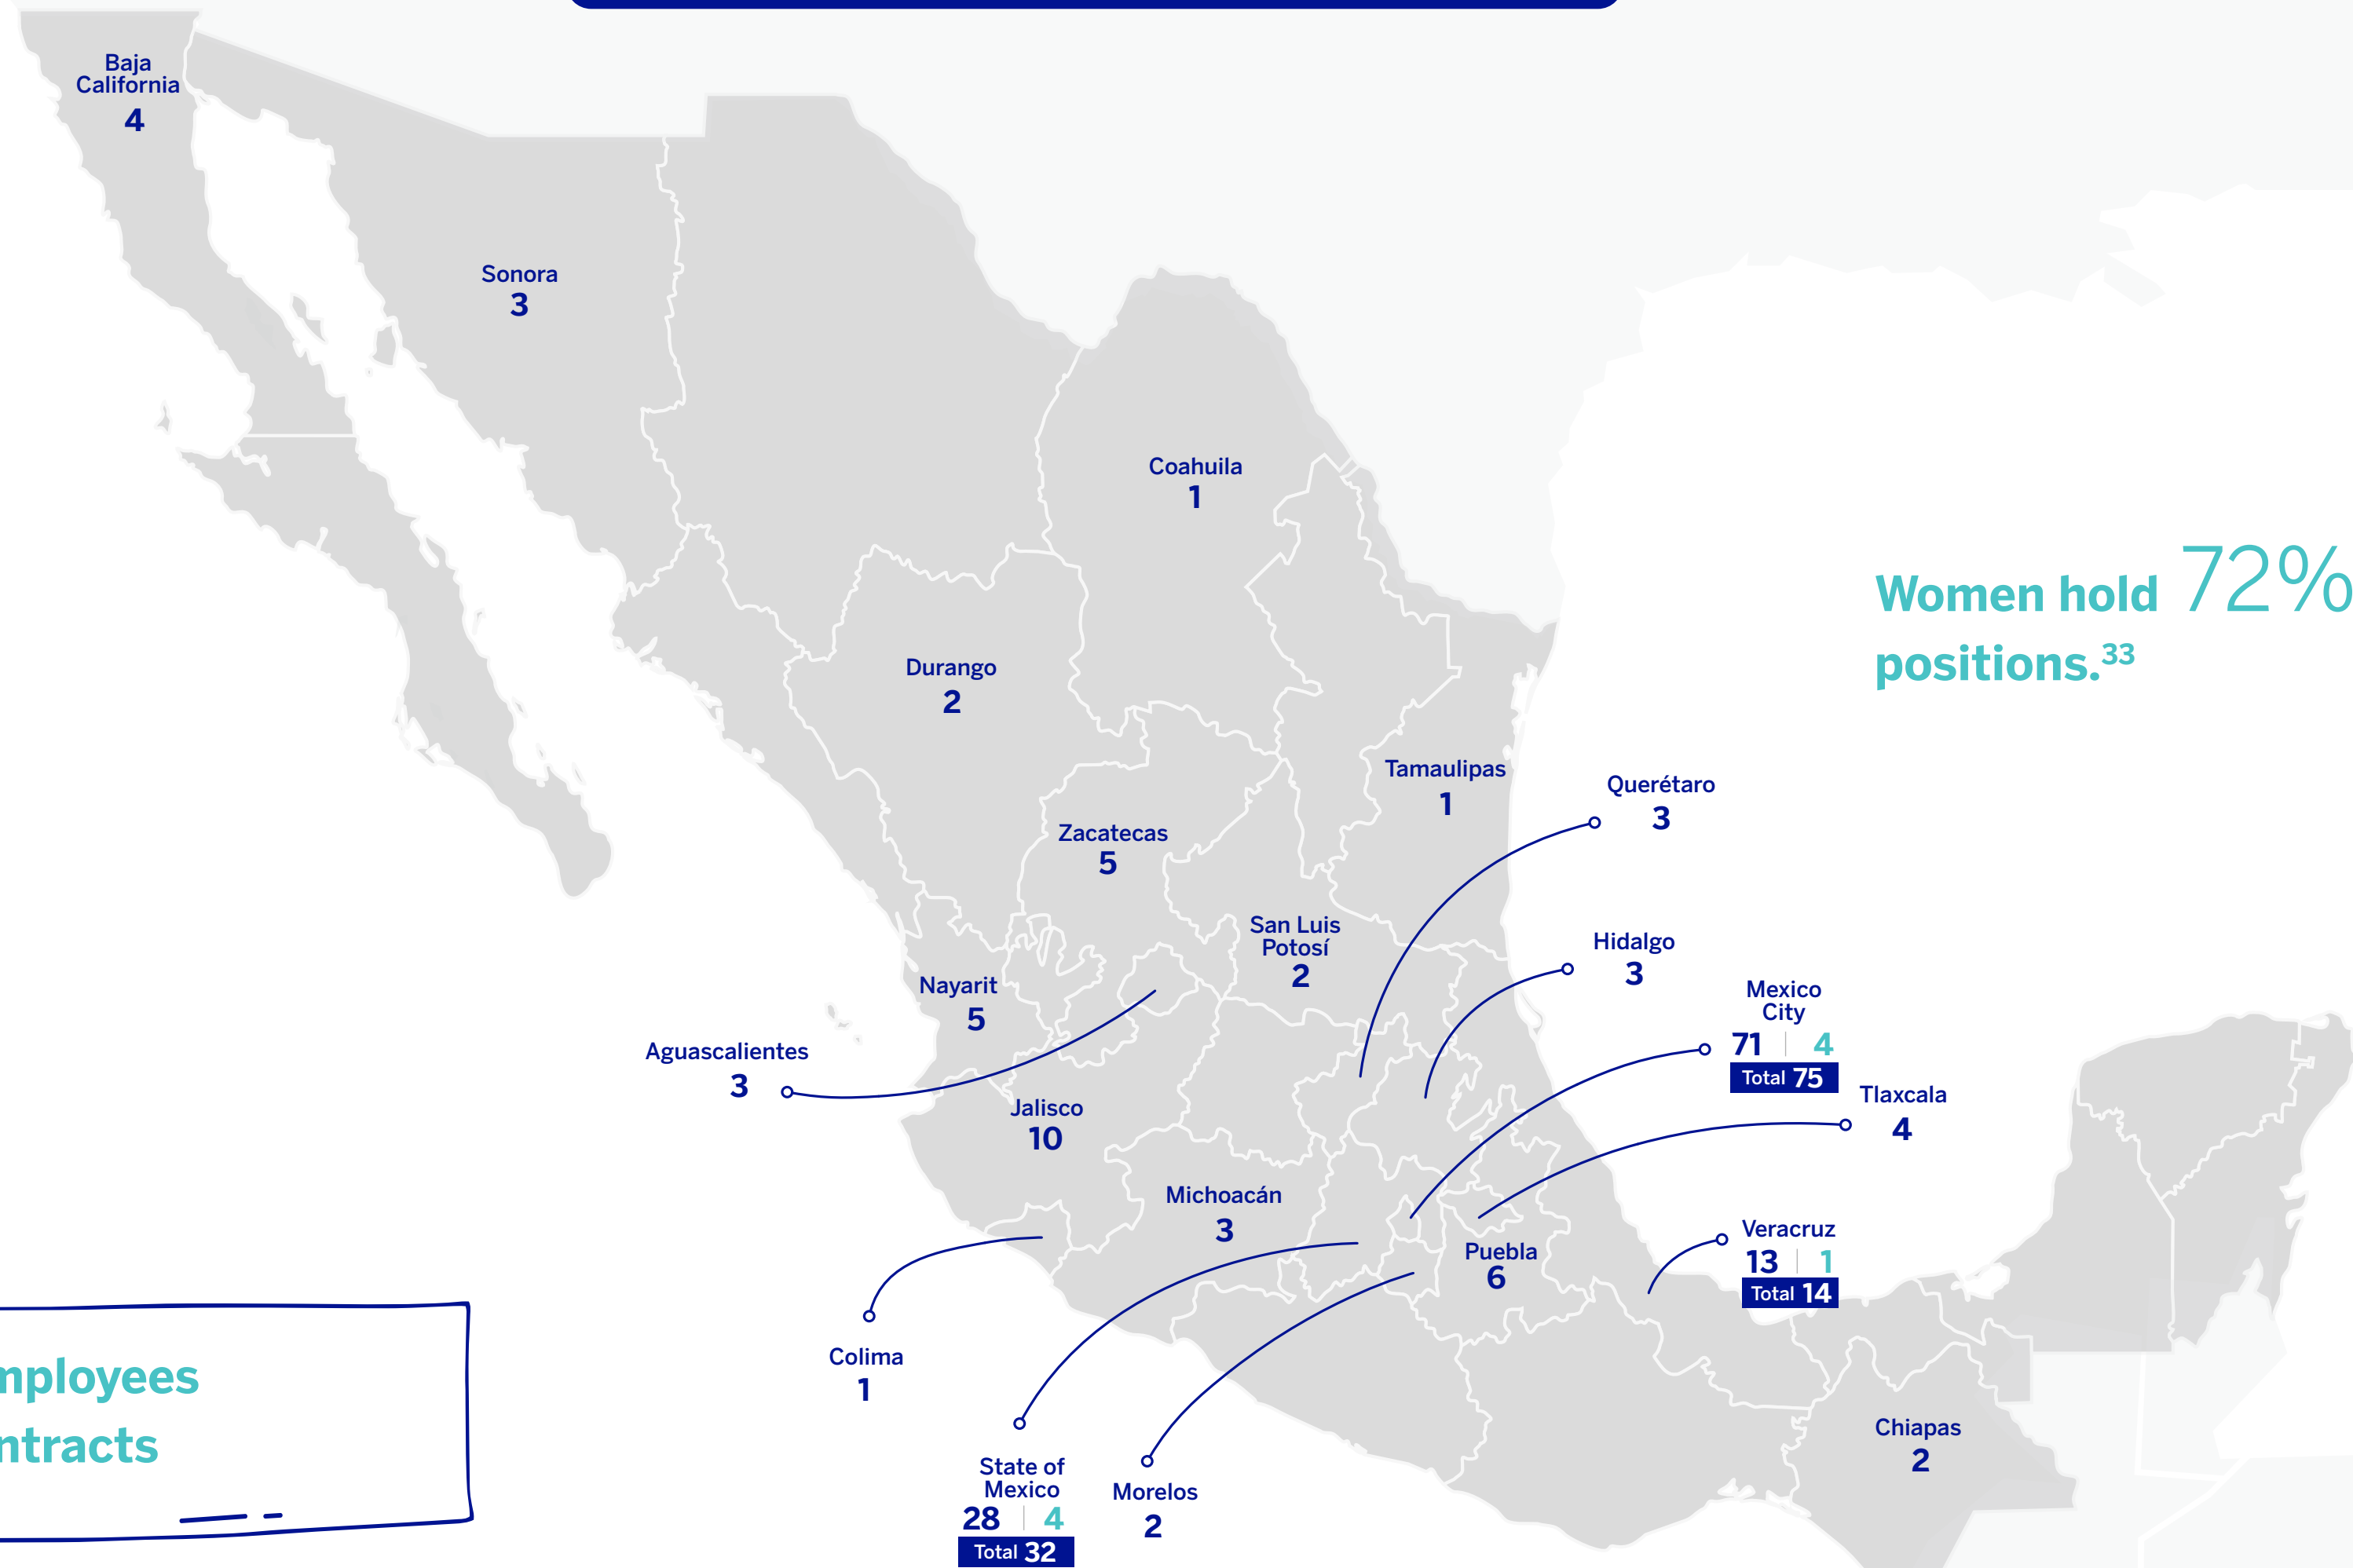 Baja
California
4
Sonora
3
Coahuila
1
Women hold 72%
positions.³³
Durango
2
Tamaulipas
1
Querétaro
3
Zacatecas
5
San Luis
Potosí
2
Hidalgo
3
Nayarit
5
Mexico
City
71 | 4
Total 75
Aguascalientes
3
Tlaxcala
4
Jalisco
10
Michoacán
3
Puebla
6
Veracruz
13 | 1
Total 14
Colima
1
mployees
ntracts
Chiapas
2
State of
Mexico
28 | 4
Total 32
Morelos
2